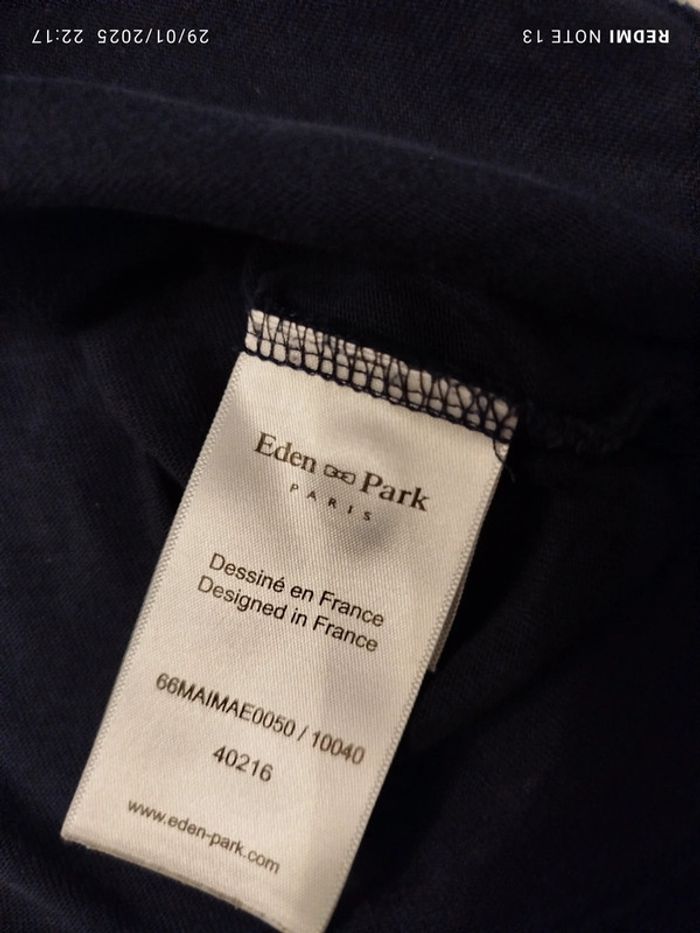 REDMI NOTE 13
29/01/2025 22:17
Eden Park
PARIS
Dessiné en France
Designed in France
66MAIMAE0050 / 10040
40216
www.eden-park.com